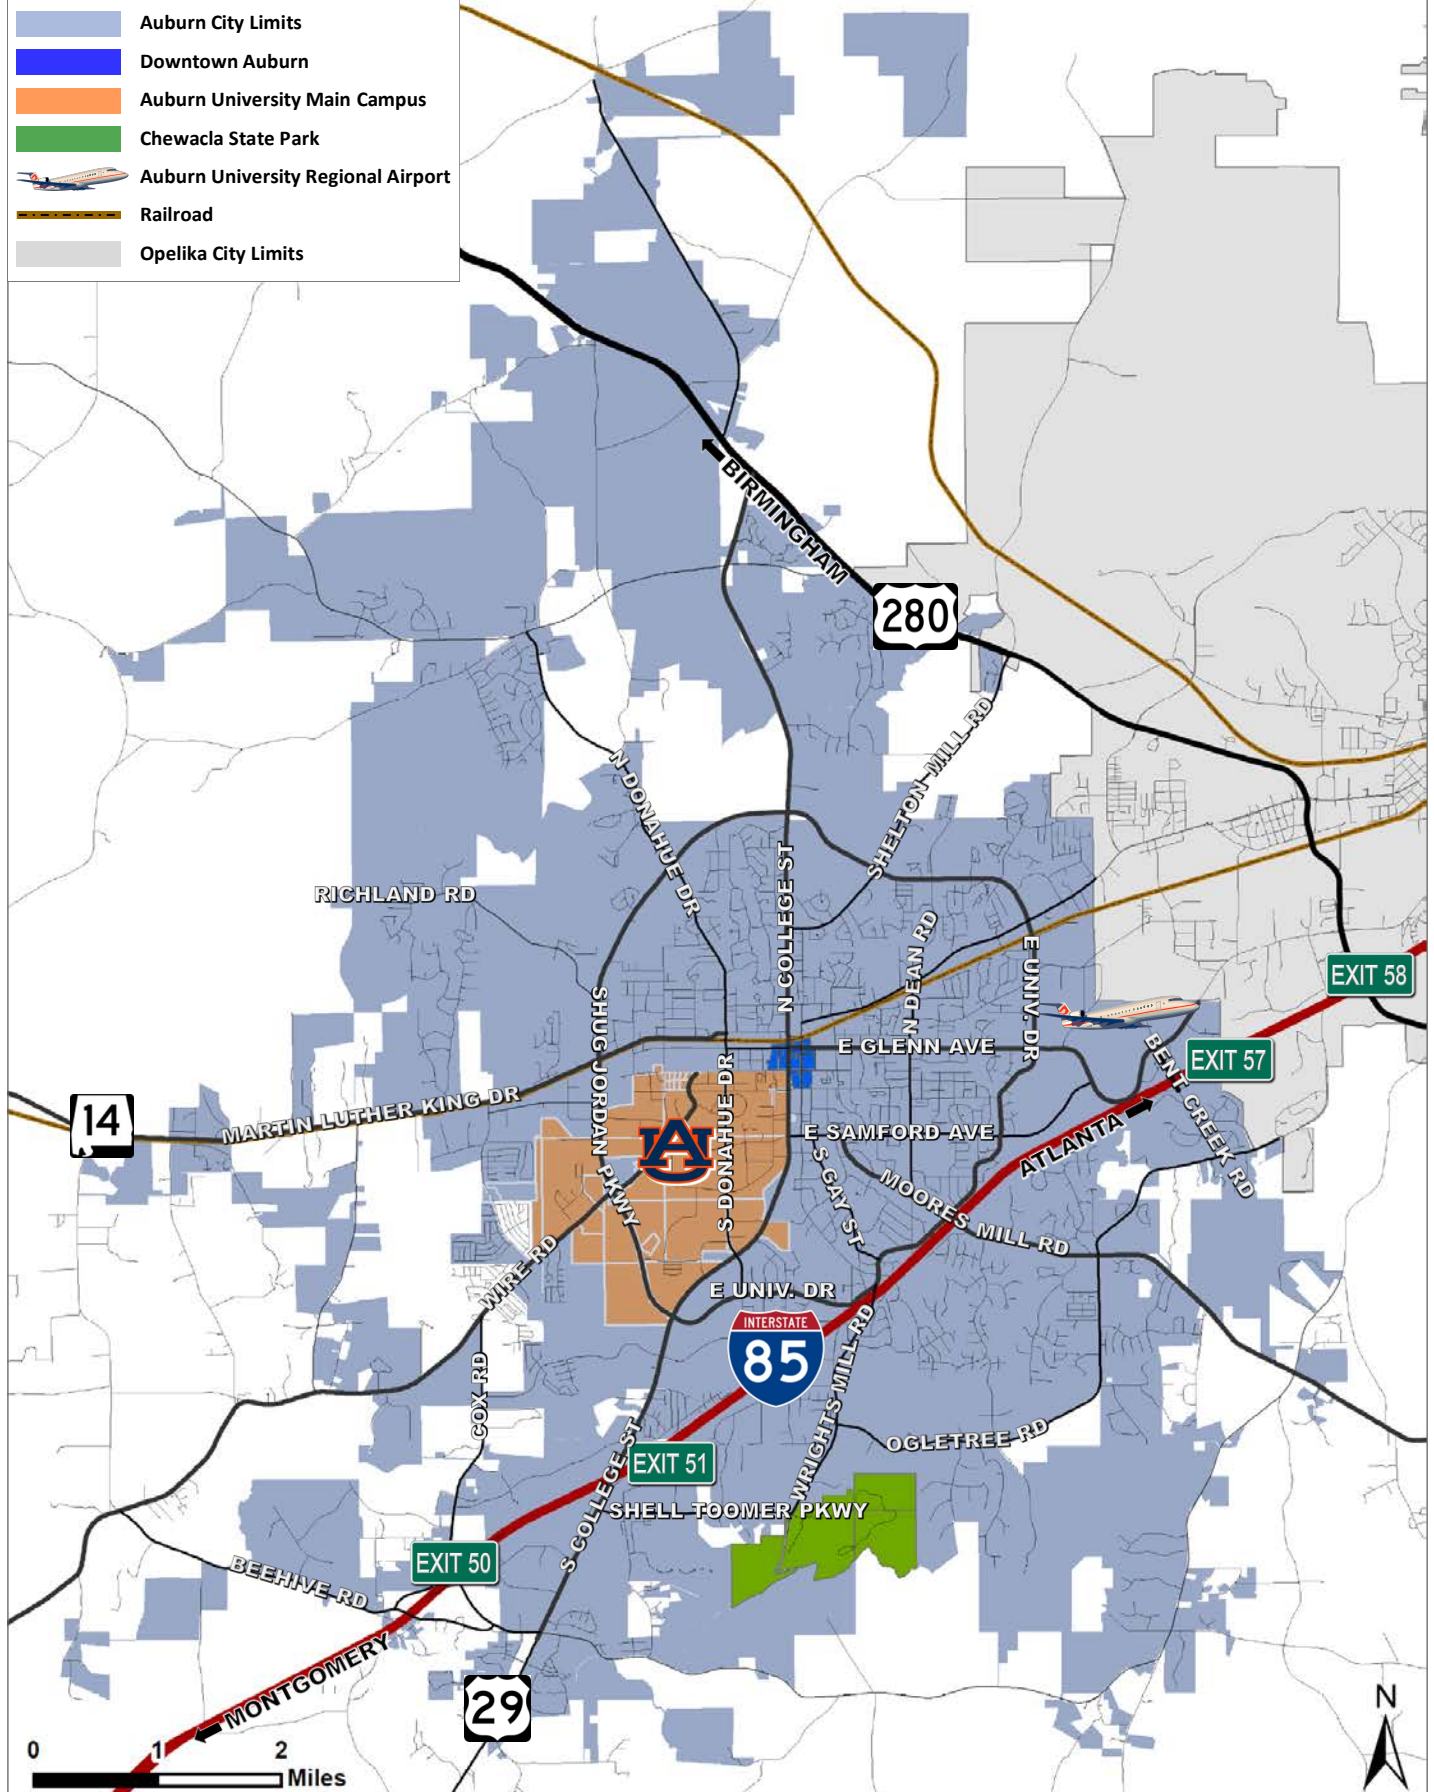 Auburn City Limits
Downtown Auburn
Auburn University Main Campus
Chewacla State Park
Auburn University Regional Airport
Railroad
Opelika City Limits
BIRMINGHAM
280
N DONAHUE DR
SHELTON MILL RD
RICHLAND RD
N COLLEGE ST
N DEAN RD
E UNIV. DR
EXIT 58
SHUG JORDAN PKWY
E GLENN AVE
EXIT 57
BENT CREEK RD
14
MARTIN LUTHER KING DR
S DONAHUE DR
AU
E SAMFORD AVE
ATLANTA
S GAY ST
MOORES MILL RD
WIRE RD
E UNIV. DR
INTERSTATE
85
COX RD
WRIGHTS MILL RD
OGLETREE RD
S COLLEGE ST
EXIT 51
SHELL TOOMER PKWY
EXIT 50
BEEHIVE RD
MONTGOMERY
29
N
0 1 2
Miles